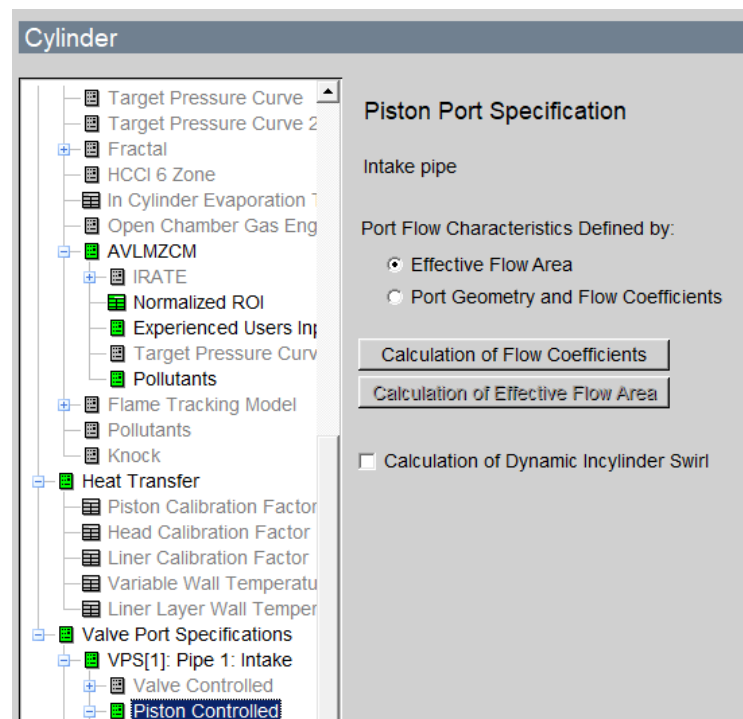 Cylinder
Target Pressure Curve
Target Pressure Curve 2
Fractal
HCCI 6 Zone
In Cylinder Evaporation
Open Chamber Gas Eng
AVLMZCM
IRATE
Normalized ROI
Experienced Users Inp
Target Pressure Curv
Pollutants
Flame Tracking Model
Pollutants
Knock
Heat Transfer
Piston Calibration Factor
Head Calibration Factor
Liner Calibration Factor
Variable Wall Temperatu
Liner Layer Wall Temper
Valve Port Specifications
VPS[1]: Pipe 1: Intake
Valve Controlled
Piston Controlled
Piston Port Specification
Intake pipe
Port Flow Characteristics Defined by:
Effective Flow Area
Port Geometry and Flow Coefficients
Calculation of Flow Coefficients
Calculation of Effective Flow Area
Calculation of Dynamic Incylinder Swirl